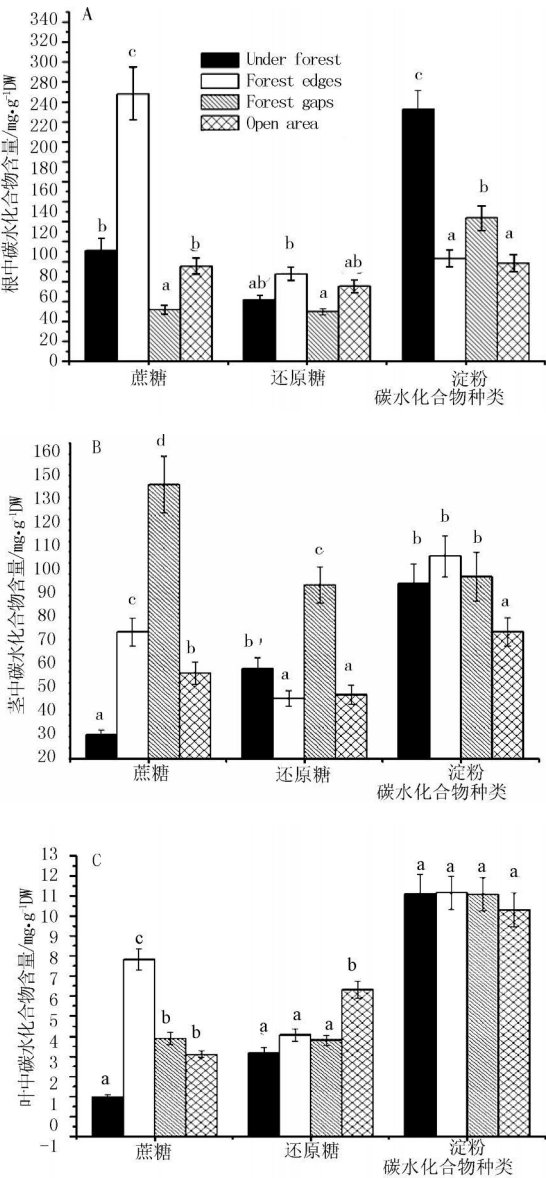 A
340
320
300
280
260
240
220
200
180
160
140
120
100
80
60
40
20
0
根中碳水化合物含量/mg·g⁻¹DW
Under forest
Forest edges
Forest gaps
Open area
b
c
a
b
ab
b
a
ab
c
a
b
a
蔗糖
还原糖
淀粉
碳水化合物种类
B
160
150
130
120
110
100
90
80
70
60
50
40
30
20
茎中碳水化合物含量/mg·g⁻¹DW
a
c
d
b
b
a
c
a
b
b
b
a
蔗糖
还原糖
淀粉
碳水化合物种类
C
13
12
11
10
9
8
7
6
5
4
3
2
1
0
-1
叶中碳水化合物含量/mg·g⁻¹DW
a
c
b
b
a
a
a
b
a
a
a
a
蔗糖
还原糖
淀粉
碳水化合物种类